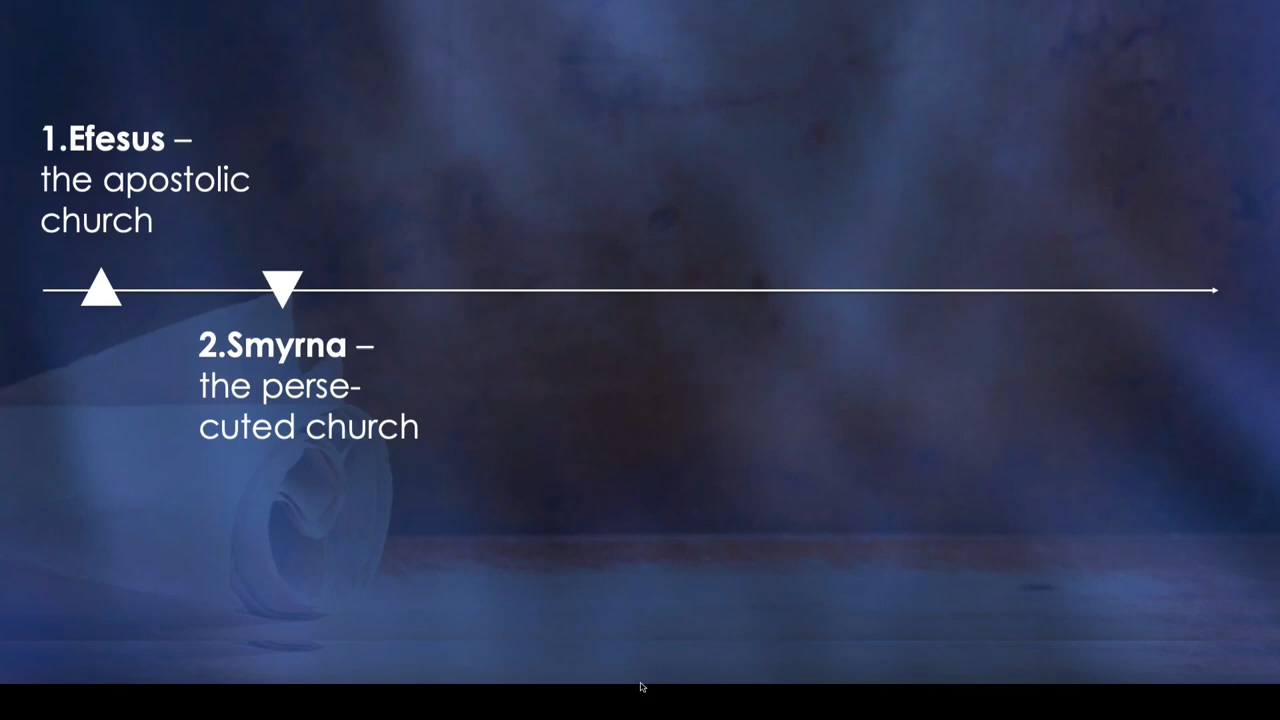 1.Efesus –
the apostolic
church
2.Smyrna –
the perse-
cuted church